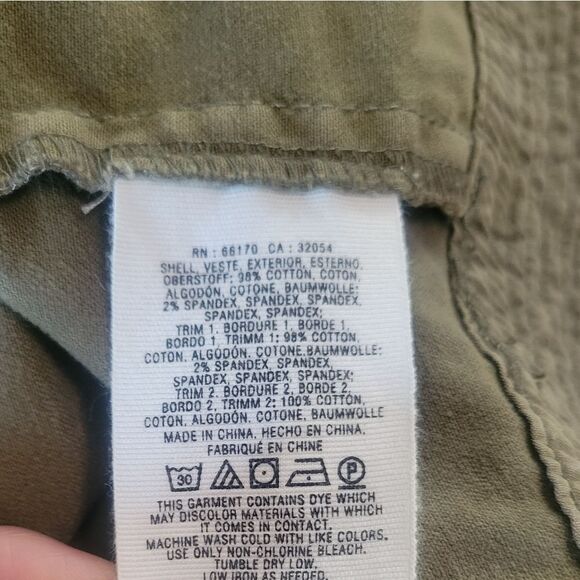 RN : 66170 CA : 32054
SHELL, VESTE, EXTERIOR, ESTERNO,
OBERSTOFF: 98% COTTON, COTON,
ALGODÓN, COTONE, BAUMWOLLE:
2% SPANDEX, SPANDEX, SPANDEX,
SPANDEX, SPANDEX;
TRIM 1, BORDURE 1, BORDE 1,
BORDO 1, TRIMM 1: 98% COTTON,
COTON, ALGODÓN, COTONE, BAUMWOLLE:
2% SPANDEX, SPANDEX,
SPANDEX, SPANDEX, SPANDEX;
TRIM 2, BORDURE 2, BORDE 2,
BORDO 2, TRIMM 2: 100% COTTON,
COTON, ALGODÓN, COTONE, BAUMWOLLE
MADE IN CHINA, HECHO EN CHINA,
FABRIQUÉ EN CHINE
30 P
THIS GARMENT CONTAINS DYE WHICH
MAY DISCOLOR MATERIALS WITH WHICH
IT COMES IN CONTACT.
MACHINE WASH COLD WITH LIKE COLORS.
USE ONLY NON-CHLORINE BLEACH.
TUMBLE DRY LOW.
LOW IRON AS NEEDED.